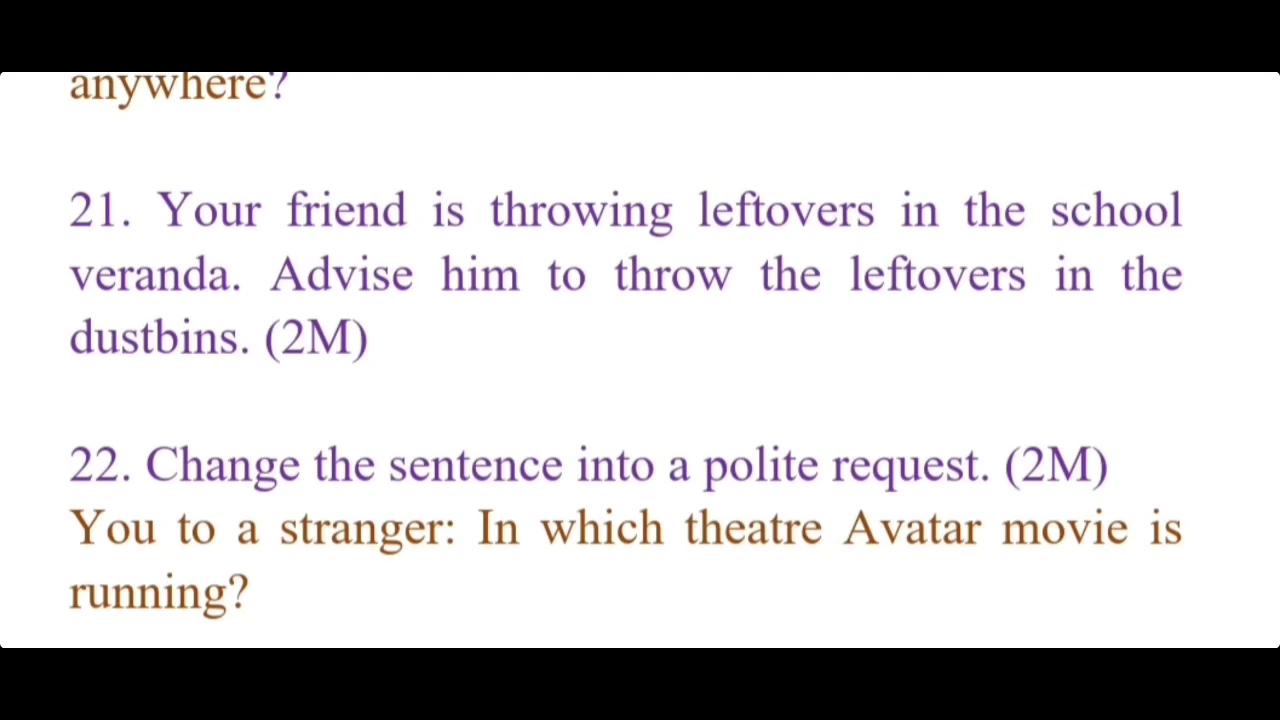 anywhere?
21. Your friend is throwing leftovers in the school
veranda. Advise him to throw the leftovers in the
dustbins. (2M)
22. Change the sentence into a polite request. (2M)
You to a stranger: In which theatre Avatar movie is
running?